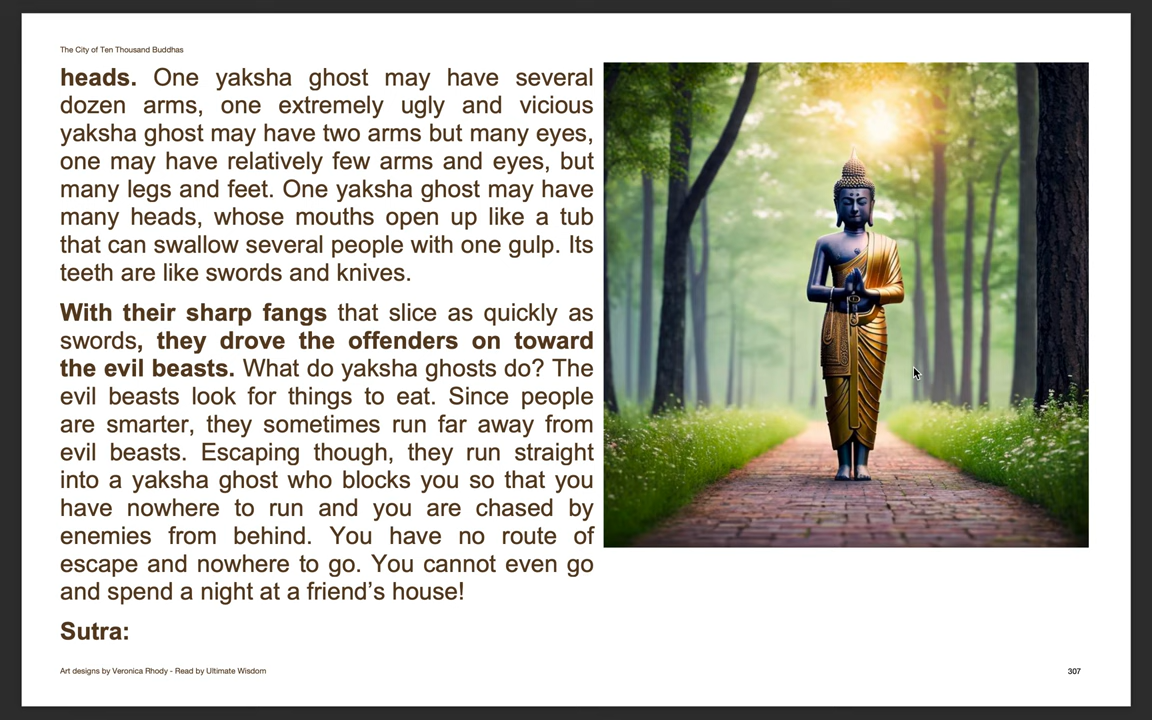 The City of Ten Thousand Buddhas
heads. One yaksha ghost may have several
dozen arms, one extremely ugly and vicious
yaksha ghost may have two arms but many eyes,
one may have relatively few arms and eyes, but
many legs and feet. One yaksha ghost may have
many heads, whose mouths open up like a tub
that can swallow several people with one gulp. Its
teeth are like swords and knives.
With their sharp fangs that slice as quickly as
swords, they drove the offenders on toward
the evil beasts. What do yaksha ghosts do? The
evil beasts look for things to eat. Since people
are smarter, they sometimes run far away from
evil beasts. Escaping though, they run straight
into a yaksha ghost who blocks you so that you
have nowhere to run and you are chased by
enemies from behind. You have no route of
escape and nowhere to go. You cannot even go
and spend a night at a friend’s house!
Sutra:
Art designs by Veronica Rhody - Read by Ultimate Wisdom
307